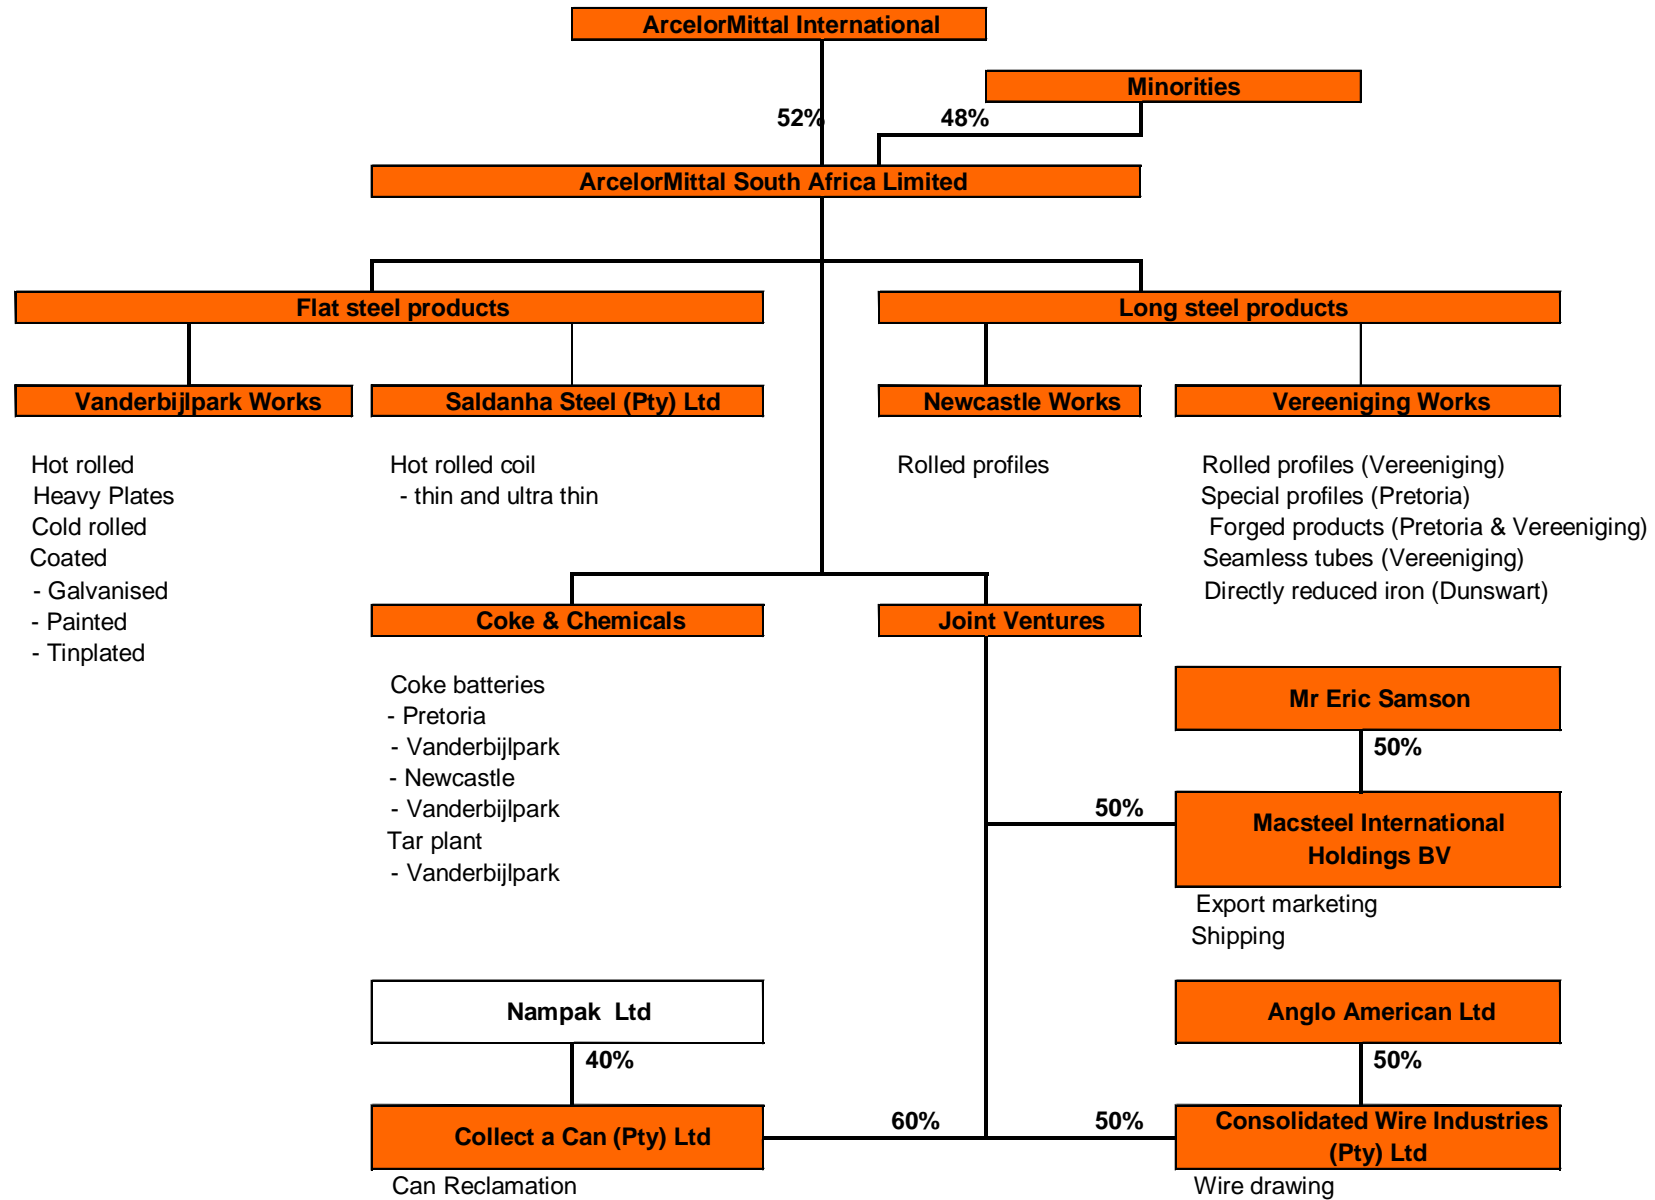 ArcelorMittal International
Minorities
52%
48%
ArcelorMittal South Africa Limited
Flat steel products
Long steel products
Vanderbijlpark Works
Saldanha Steel (Pty) Ltd
Newcastle Works
Vereeniging Works
Hot rolled
Heavy Plates
Cold rolled
Coated
- Galvanised
- Painted
- Tinplated
Hot rolled coil
- thin and ultra thin
Rolled profiles
Rolled profiles (Vereeniging)
Special profiles (Pretoria)
Forged products (Pretoria & Vereeniging)
Seamless tubes (Vereeniging)
Directly reduced iron (Dunswart)
Coke & Chemicals
Joint Ventures
Coke batteries
- Pretoria
- Vanderbijlpark
- Newcastle
- Vanderbijlpark
Tar plant
- Vanderbijlpark
Mr Eric Samson
50%
50%
Macsteel International
Holdings BV
Export marketing
Shipping
Nampak Ltd
40%
Collect a Can (Pty) Ltd
Can Reclamation
60%
Anglo American Ltd
50%
50%
Consolidated Wire Industries
(Pty) Ltd
Wire drawing